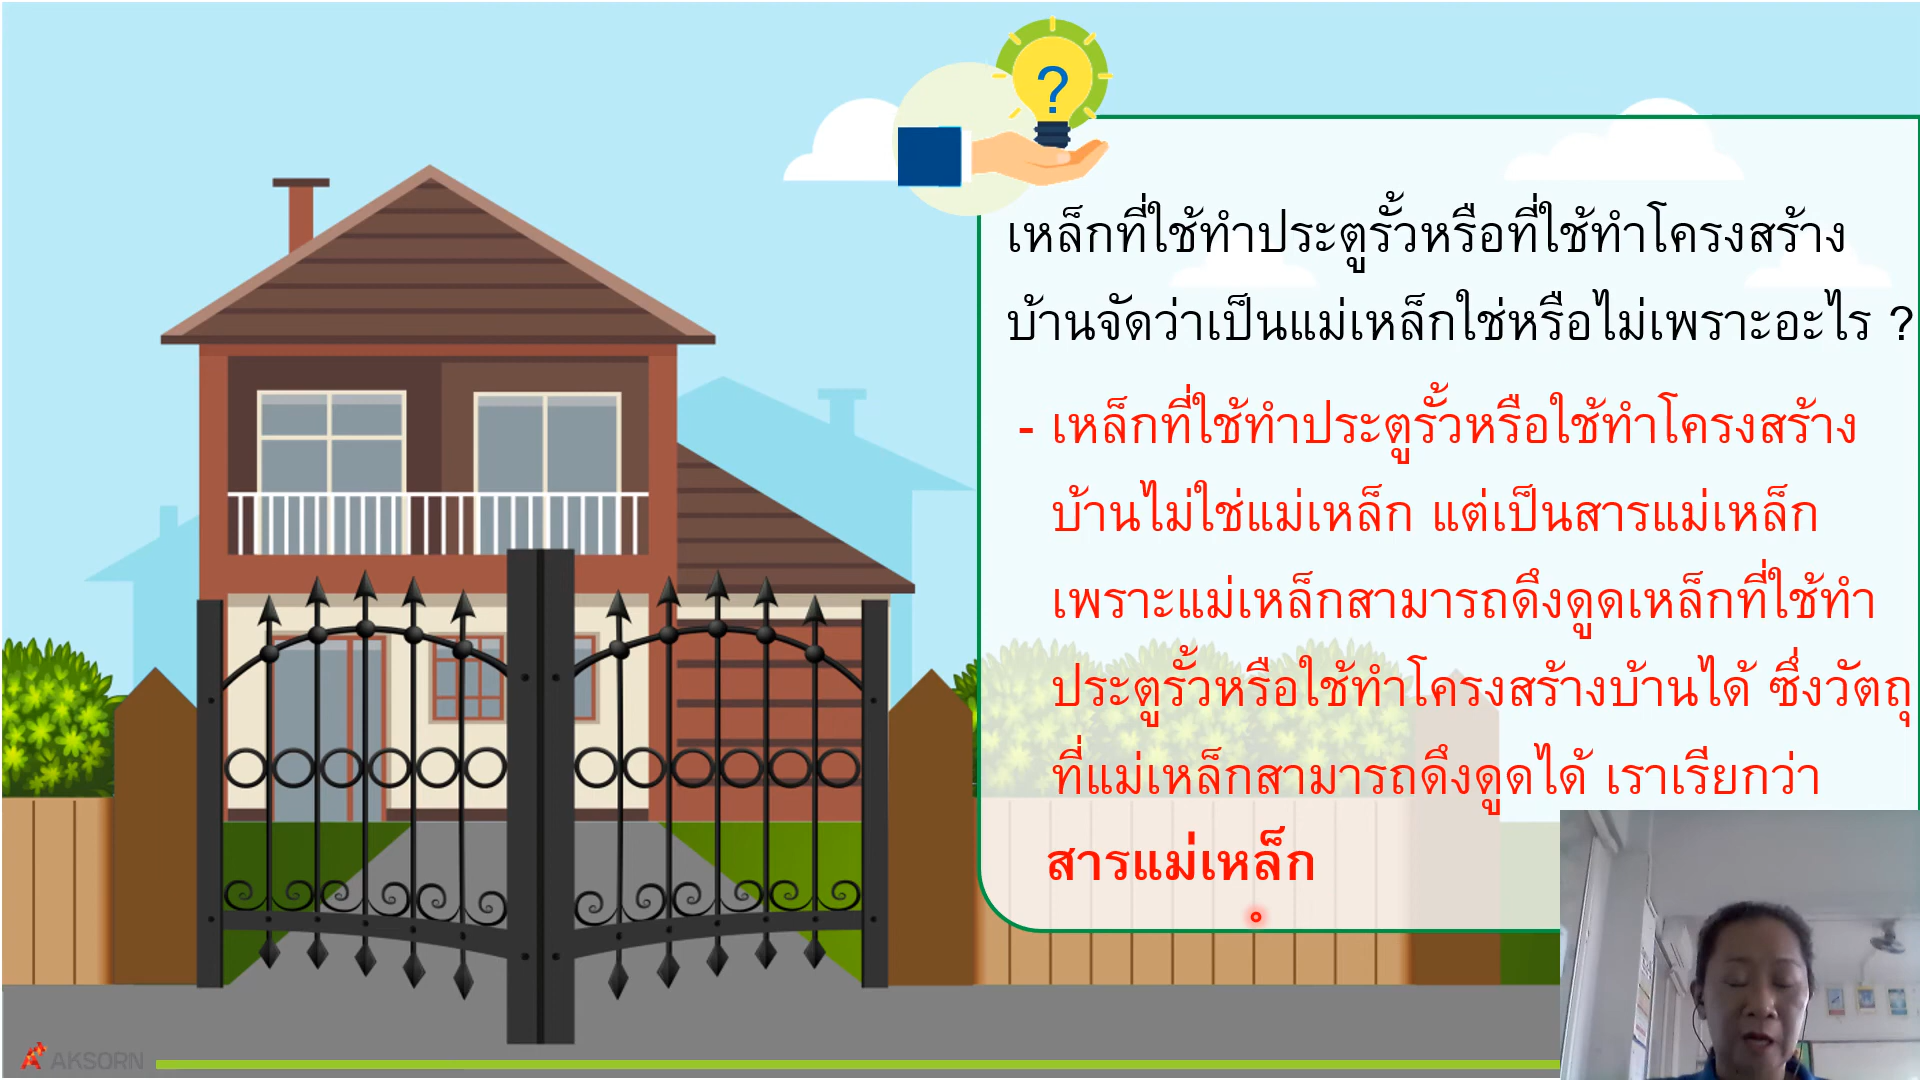 ?
เหล็กที่ใช้ทำประตูรั้วหรือที่ใช้ทำโครงสร้าง
บ้านจัดว่าเป็นแม่เหล็กใช่หรือไม่เพราะอะไร ?
- เหล็กที่ใช้ทำประตูรั้วหรือใช้ทำโครงสร้าง
บ้านไม่ใช่แม่เหล็ก แต่เป็นสารแม่เหล็ก
เพราะแม่เหล็กสามารถดึงดูดเหล็กที่ใช้ทำ
ประตูรั้วหรือใช้ทำโครงสร้างบ้านได้ ซึ่งวัตถุ
ที่แม่เหล็กสามารถดึงดูดได้ เราเรียกว่า
สารแม่เหล็ก
AKSORN